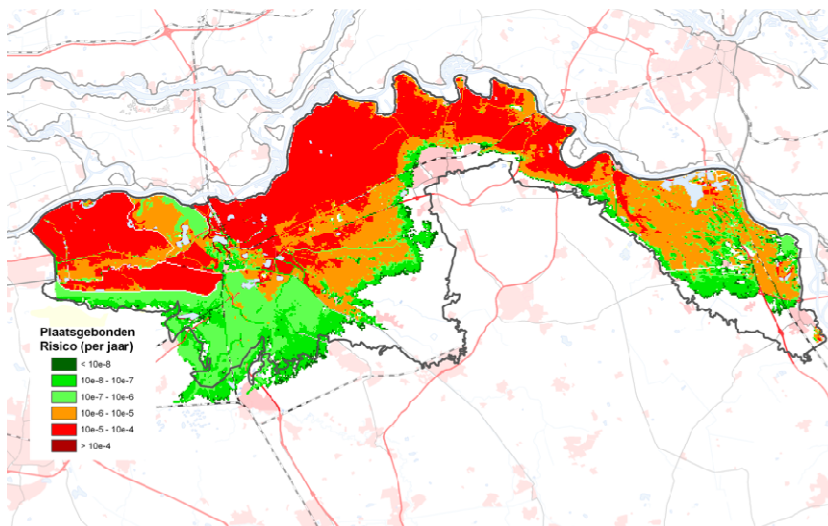 Plaatsgebonden
Risico (per jaar)
< 10e-8
10e-8 - 10e-7
10e-7 - 10e-6
10e-6 - 10e-5
10e-5 - 10e-4
> 10e-4